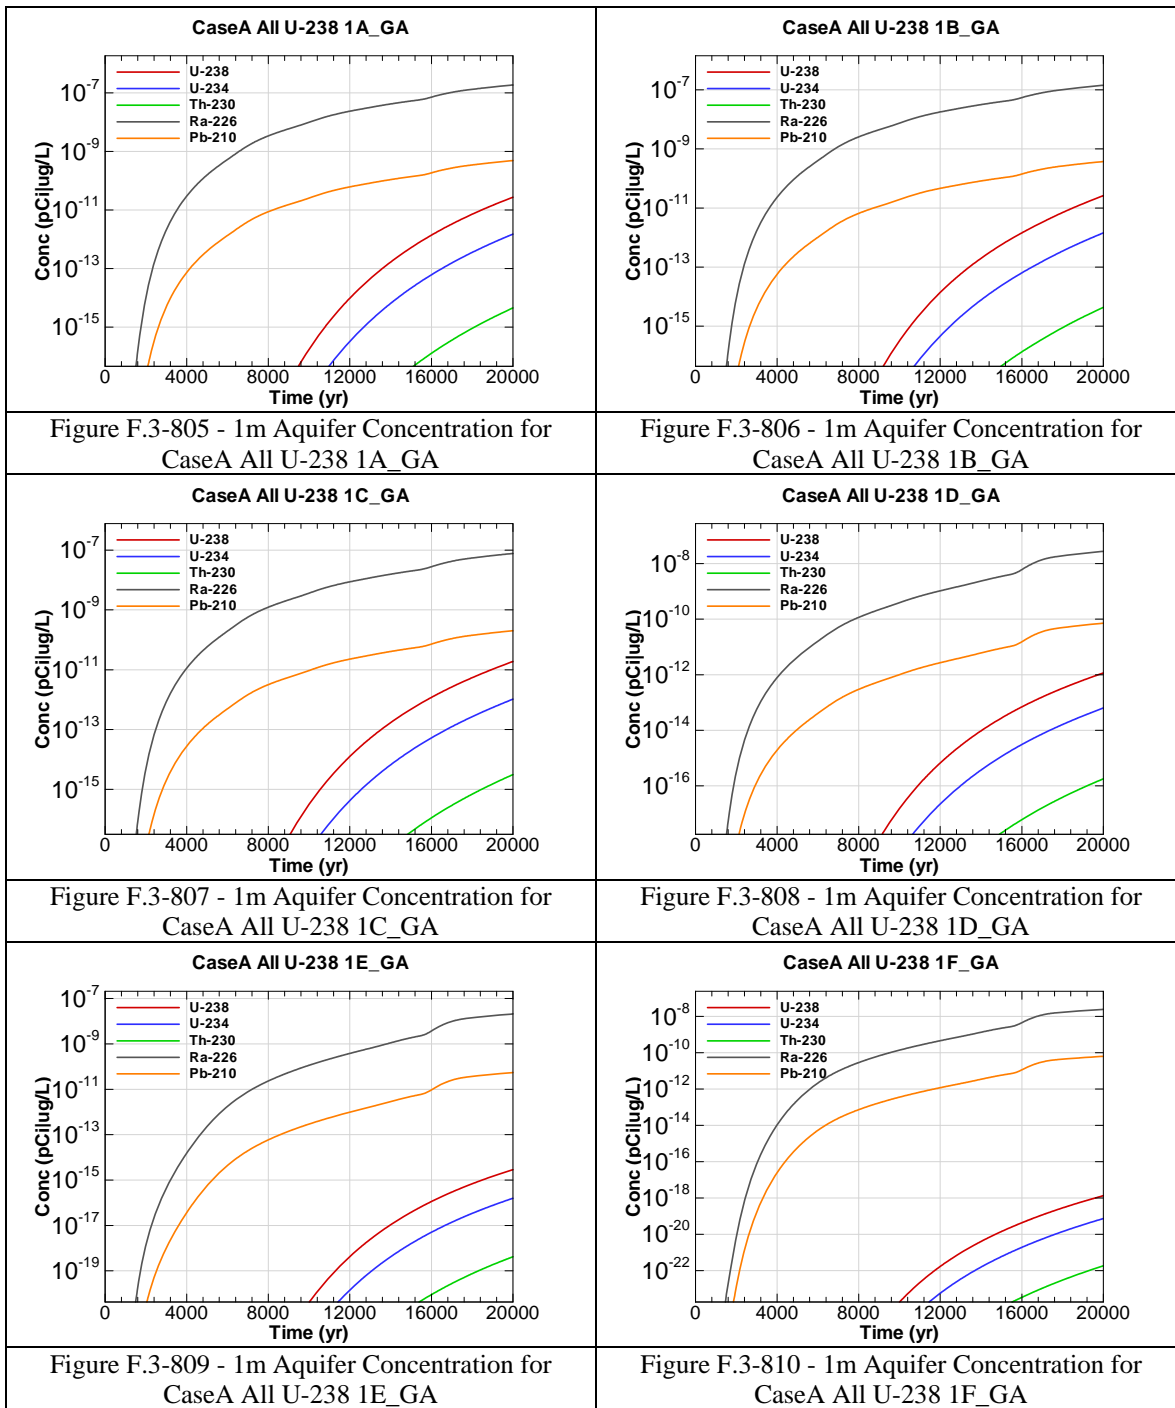 CaseA All U-238 1A_GA
U-238
U-234
Th-230
Ra-226
Pb-210
10-7
10-9
10-11
10-13
10-15
Conc (pCi|ug/L)
0 4000 8000 12000 16000 20000
Time (yr)
Figure F.3-805 - 1m Aquifer Concentration for
CaseA All U-238 1A_GA
CaseA All U-238 1B_GA
U-238
U-234
Th-230
Ra-226
Pb-210
10-7
10-9
10-11
10-13
10-15
Conc (pCi|ug/L)
0 4000 8000 12000 16000 20000
Time (yr)
Figure F.3-806 - 1m Aquifer Concentration for
CaseA All U-238 1B_GA
CaseA All U-238 1C_GA
U-238
U-234
Th-230
Ra-226
Pb-210
10-7
10-9
10-11
10-13
10-15
Conc (pCi|ug/L)
0 4000 8000 12000 16000 20000
Time (yr)
Figure F.3-807 - 1m Aquifer Concentration for
CaseA All U-238 1C_GA
CaseA All U-238 1D_GA
U-238
U-234
Th-230
Ra-226
Pb-210
10-8
10-10
10-12
10-14
10-16
Conc (pCi|ug/L)
0 4000 8000 12000 16000 20000
Time (yr)
Figure F.3-808 - 1m Aquifer Concentration for
CaseA All U-238 1D_GA
CaseA All U-238 1E_GA
U-238
U-234
Th-230
Ra-226
Pb-210
10-7
10-9
10-11
10-13
10-15
10-17
10-19
Conc (pCi|ug/L)
0 4000 8000 12000 16000 20000
Time (yr)
Figure F.3-809 - 1m Aquifer Concentration for
CaseA All U-238 1E_GA
CaseA All U-238 1F_GA
U-238
U-234
Th-230
Ra-226
Pb-210
10-8
10-10
10-12
10-14
10-16
10-18
10-20
10-22
Conc (pCi|ug/L)
0 4000 8000 12000 16000 20000
Time (yr)
Figure F.3-810 - 1m Aquifer Concentration for
CaseA All U-238 1F_GA